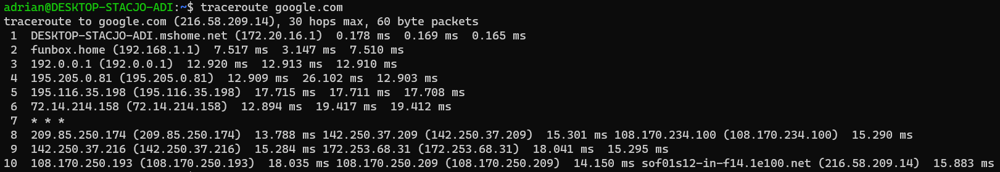 adrian@DESKTOP-STACJO-ADI:~$ traceroute google.com
traceroute to google.com (216.58.209.14), 30 hops max, 60 byte packets
 1  DESKTOP-STACJO-ADI.mshome.net (172.20.16.1)  0.178 ms  0.169 ms  0.165 ms
 2  funbox.home (192.168.1.1)  7.517 ms  3.147 ms  7.510 ms
 3  192.0.0.1 (192.0.0.1)  12.920 ms  12.913 ms  12.910 ms
 4  195.205.0.81 (195.205.0.81)  12.909 ms  26.102 ms  12.903 ms
 5  195.116.35.198 (195.116.35.198)  17.715 ms  17.711 ms  17.708 ms
 6  72.14.214.158 (72.14.214.158)  12.894 ms  19.417 ms  19.412 ms
 7  * * *
 8  209.85.250.174 (209.85.250.174)  13.788 ms 142.250.37.209 (142.250.37.209)  15.301 ms 108.170.234.100 (108.170.234.100)  15.290 ms
 9  142.250.37.216 (142.250.37.216)  15.284 ms 172.253.68.31 (172.253.68.31)  18.041 ms  15.295 ms
10  108.170.250.193 (108.170.250.193)  18.035 ms 108.170.250.209 (108.170.250.209)  14.150 ms sof01s12-in-f14.1e100.net (216.58.209.14)  15.883 ms